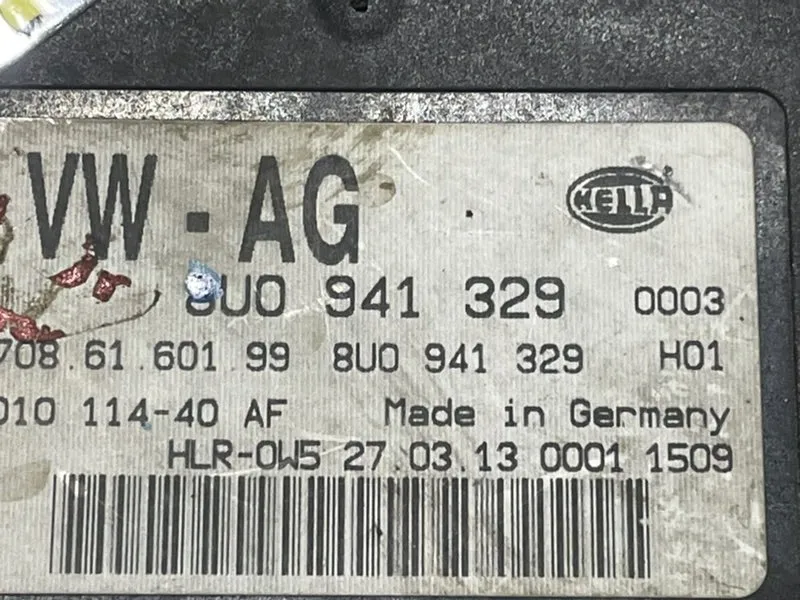 VW-AG
HELLA
8U0 941 329 0003
708.61.601 99 8U0 941 329 H01
010 114-40 AF Made in Germany
HLR-0W5 27.03.13 0001 1509